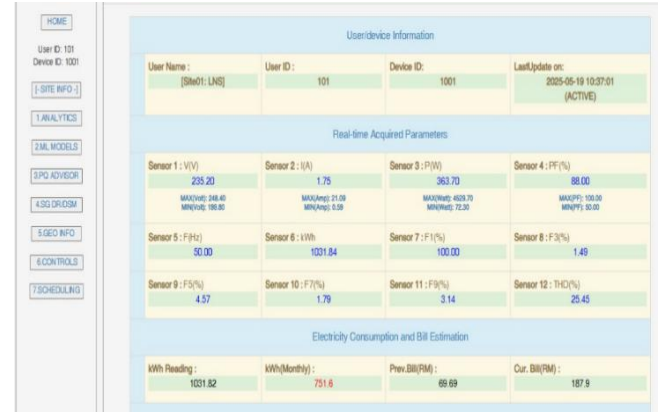 HOME
User ID: 101
Device ID: 1001
[-SITE INFO-]
1.ANALYTICS
2.ML MODELS
3.PQ ADVISOR
4.SG DR/DSM
5.GEO INFO
6.CONTROLS
7.SCHEDULING
User/device Information
User Name : User ID : Device ID: LastUpdate on:
[Site01: LNS] 101 1001 2025-05-19 10:37:01
(ACTIVE)
Real-time Acquired Parameters
Sensor 1 : V(V) Sensor 2 : I(A) Sensor 3 : P(W) Sensor 4 : PF(%)
235.20 1.75 363.70 88.00
MAX(Volt): 248.40 MAX(Amp): 21.09 MAX(Watt): 4629.70 MAX(PF): 100.00
MIN(Volt): 198.80 MIN(Amp): 0.59 MIN(Watt): 72.30 MIN(PF): 50.00
Sensor 5 : F(Hz) Sensor 6 : kWh Sensor 7 : F1(%) Sensor 8 : F3(%)
50.00 1031.84 100.00 1.49
Sensor 9 : F5(%) Sensor 10 : F7(%) Sensor 11 : F9(%) Sensor 12 : THD(%)
4.57 1.79 3.14 25.45
Electricity Consumption and Bill Estimation
kWh Reading : kWh(Monthly) : Prev.Bill(RM) : Cur. Bill(RM) :
1031.82 751.6 69.69 187.9